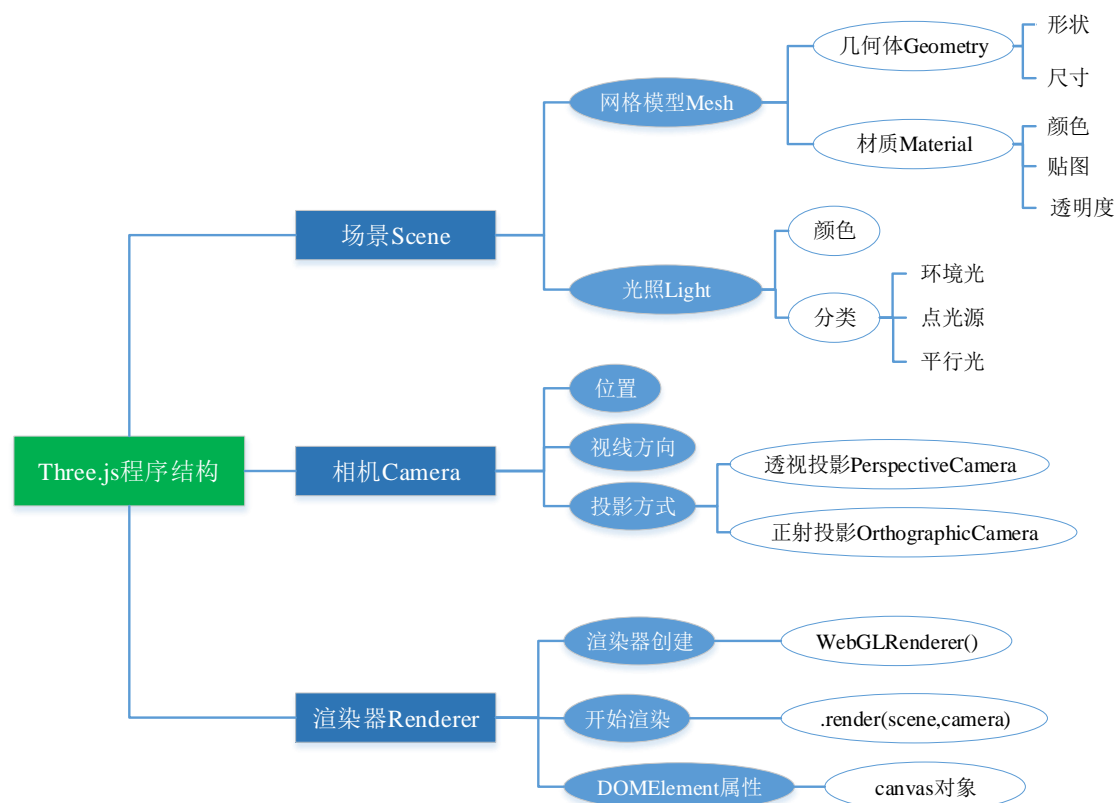 Three.js程序结构
场景Scene
网格模型Mesh
几何体Geometry
形状
尺寸
材质Material
颜色
贴图
透明度
光照Light
颜色
分类
环境光
点光源
平行光
相机Camera
位置
视线方向
投影方式
透视投影PerspectiveCamera
正射投影OrthographicCamera
渲染器Renderer
渲染器创建
WebGLRenderer()
开始渲染
.render(scene,camera)
DOMElement属性
canvas对象